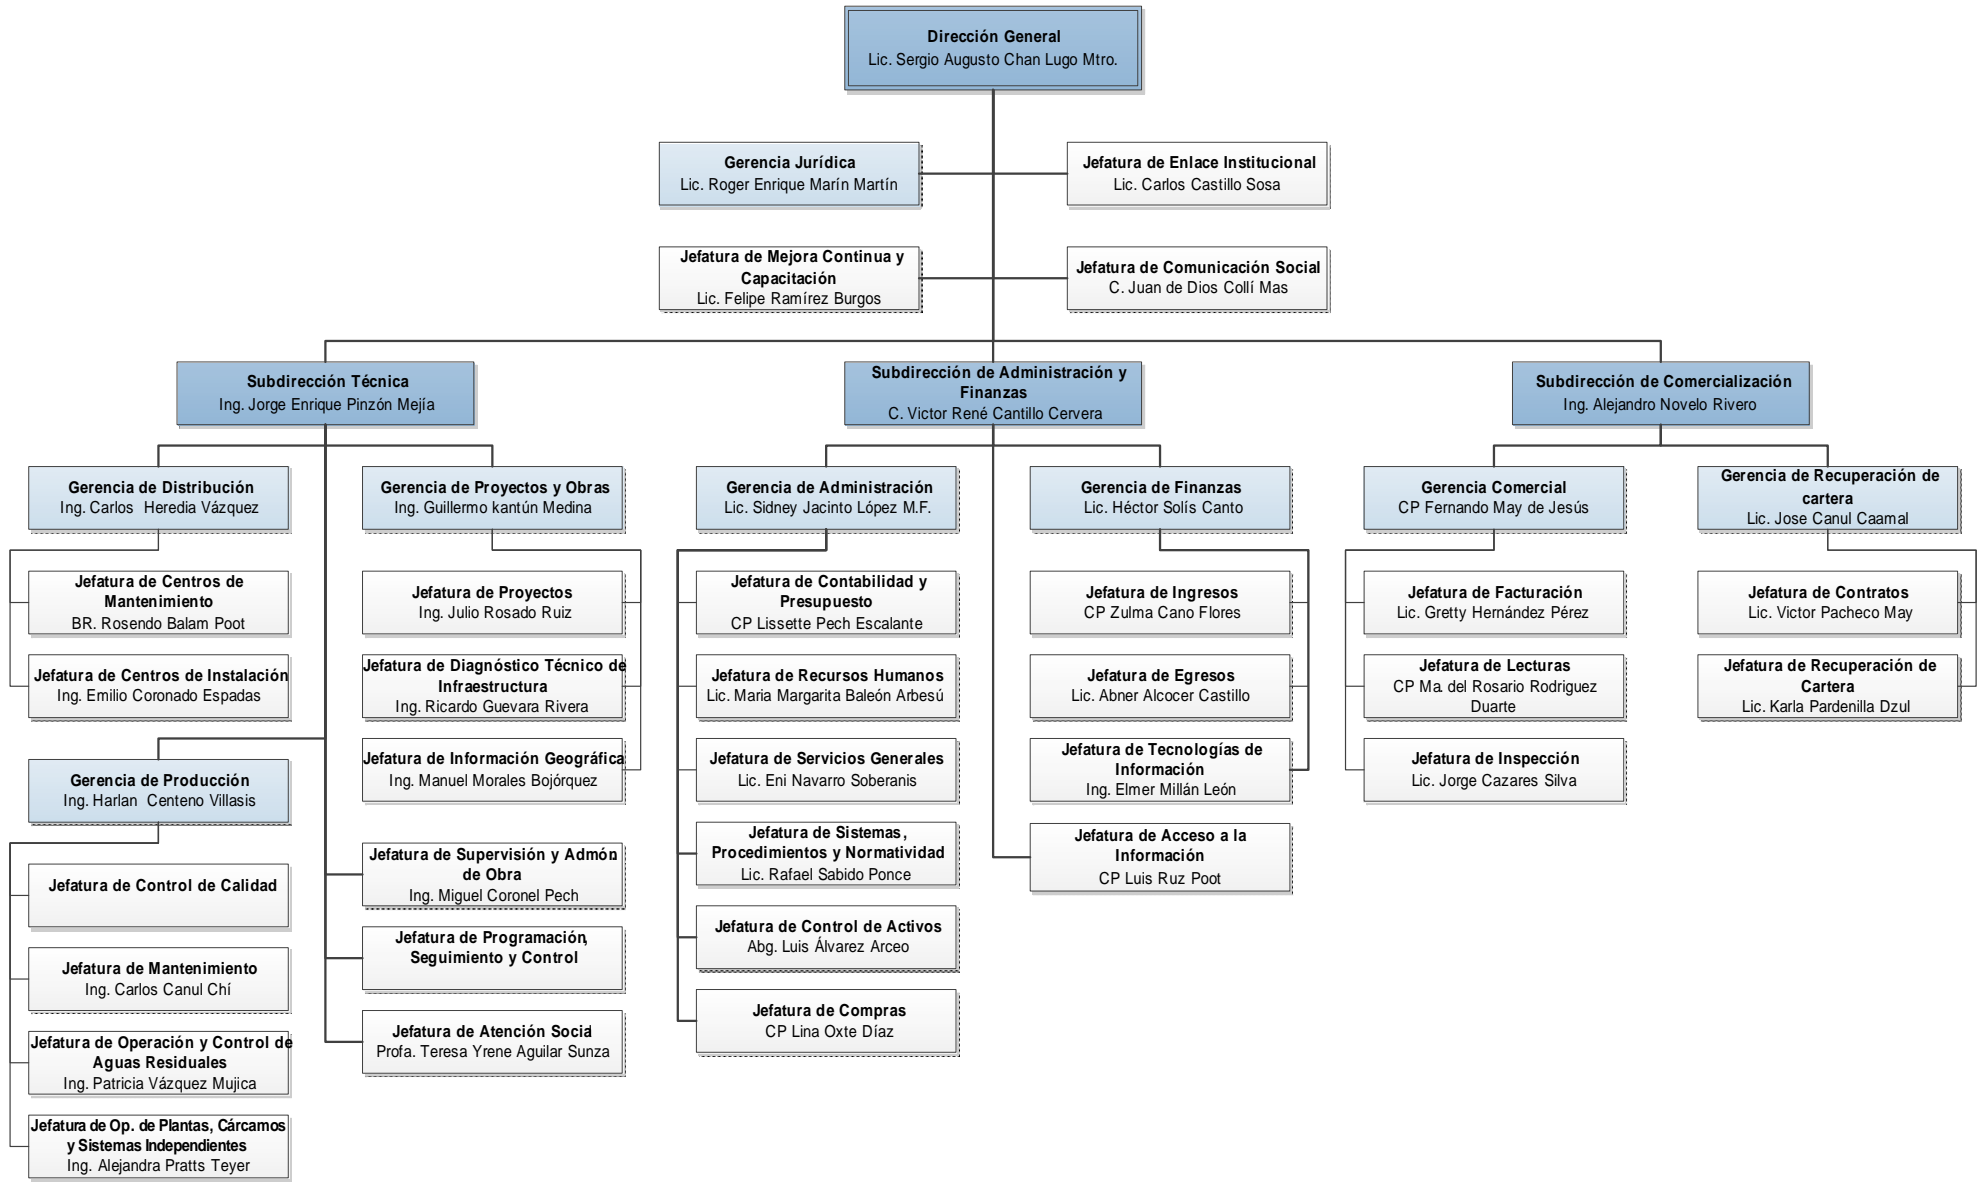 Dirección General
Lic. Sergio Augusto Chan Lugo Mtro.
Gerencia Jurídica
Lic. Roger Enrique Marín Martín
Jefatura de Enlace Institucional
Lic. Carlos Castillo Sosa
Jefatura de Mejora Continua y
Capacitación
Lic. Felipe Ramírez Burgos
Jefatura de Comunicación Social
C. Juan de Dios Collí Mas
Subdirección Técnica
Ing. Jorge Enrique Pinzón Mejía
Subdirección de Administración y
Finanzas
C. Victor René Cantillo Cervera
Subdirección de Comercialización
Ing. Alejandro Novelo Rivero
Gerencia de Distribución
Ing. Carlos Heredia Vázquez
Jefatura de Centros de
Mantenimiento
BR. Rosendo Balam Poot
Jefatura de Centros de Instalación
Ing. Emilio Coronado Espadas
Gerencia de Producción
Ing. Harlan Centeno Villasis
Jefatura de Control de Calidad
Jefatura de Mantenimiento
Ing. Carlos Canul Chí
Jefatura de Operación y Control de
Aguas Residuales
Ing. Patricia Vázquez Mujica
Jefatura de Op. de Plantas, Cárcamos
y Sistemas Independientes
Ing. Alejandra Pratts Teyer
Gerencia de Proyectos y Obras
Ing. Guillermo kantún Medina
Jefatura de Proyectos
Ing. Julio Rosado Ruiz
Jefatura de Diagnóstico Técnico de
Infraestructura
Ing. Ricardo Guevara Rivera
Jefatura de Información Geográfica
Ing. Manuel Morales Bojórquez
Jefatura de Supervisión y Admón.
de Obra
Ing. Miguel Coronel Pech
Jefatura de Programación,
Seguimiento y Control
Jefatura de Atención Social
Profa. Teresa Yrene Aguilar Sunza
Gerencia de Administración
Lic. Sidney Jacinto López M.F.
Jefatura de Contabilidad y
Presupuesto
CP Lissette Pech Escalante
Jefatura de Recursos Humanos
Lic. Maria Margarita Baleón Arbesú
Jefatura de Servicios Generales
Lic. Eni Navarro Soberanis
Jefatura de Sistemas,
Procedimientos y Normatividad
Lic. Rafael Sabido Ponce
Jefatura de Control de Activos
Abg. Luis Álvarez Arceo
Jefatura de Compras
CP Lina Oxte Díaz
Gerencia de Finanzas
Lic. Héctor Solís Canto
Jefatura de Ingresos
CP Zulma Cano Flores
Jefatura de Egresos
Lic. Abner Alcocer Castillo
Jefatura de Tecnologías de
Información
Ing. Elmer Millán León
Jefatura de Acceso a la
Información
CP Luis Ruz Poot
Gerencia Comercial
CP Fernando May de Jesús
Jefatura de Facturación
Lic. Gretty Hernández Pérez
Jefatura de Lecturas
CP Ma. del Rosario Rodriguez
Duarte
Jefatura de Inspección
Lic. Jorge Cazares Silva
Gerencia de Recuperación de
cartera
Lic. Jose Canul Caamal
Jefatura de Contratos
Lic. Victor Pacheco May
Jefatura de Recuperación de
Cartera
Lic. Karla Pardenilla Dzul